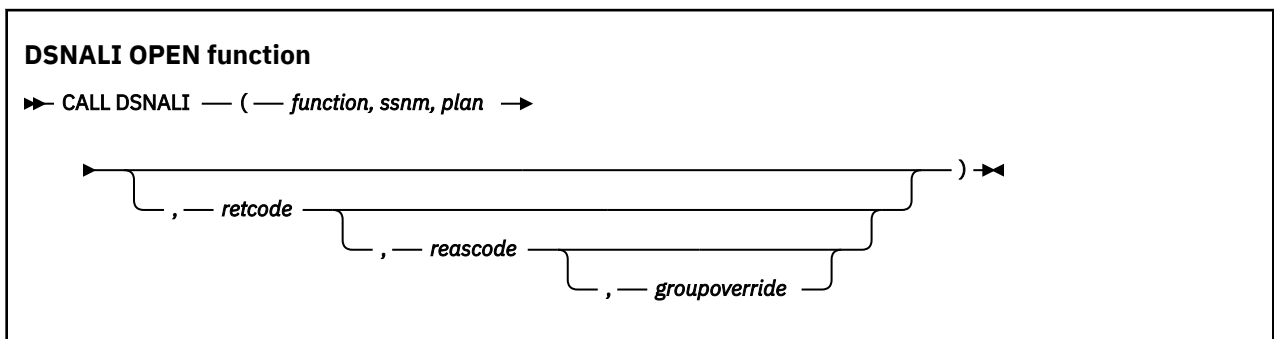 DSNALI OPEN function
CALL DSNALI ( function, ssnm, plan
)
, retcode
, reascode
, groupoverride